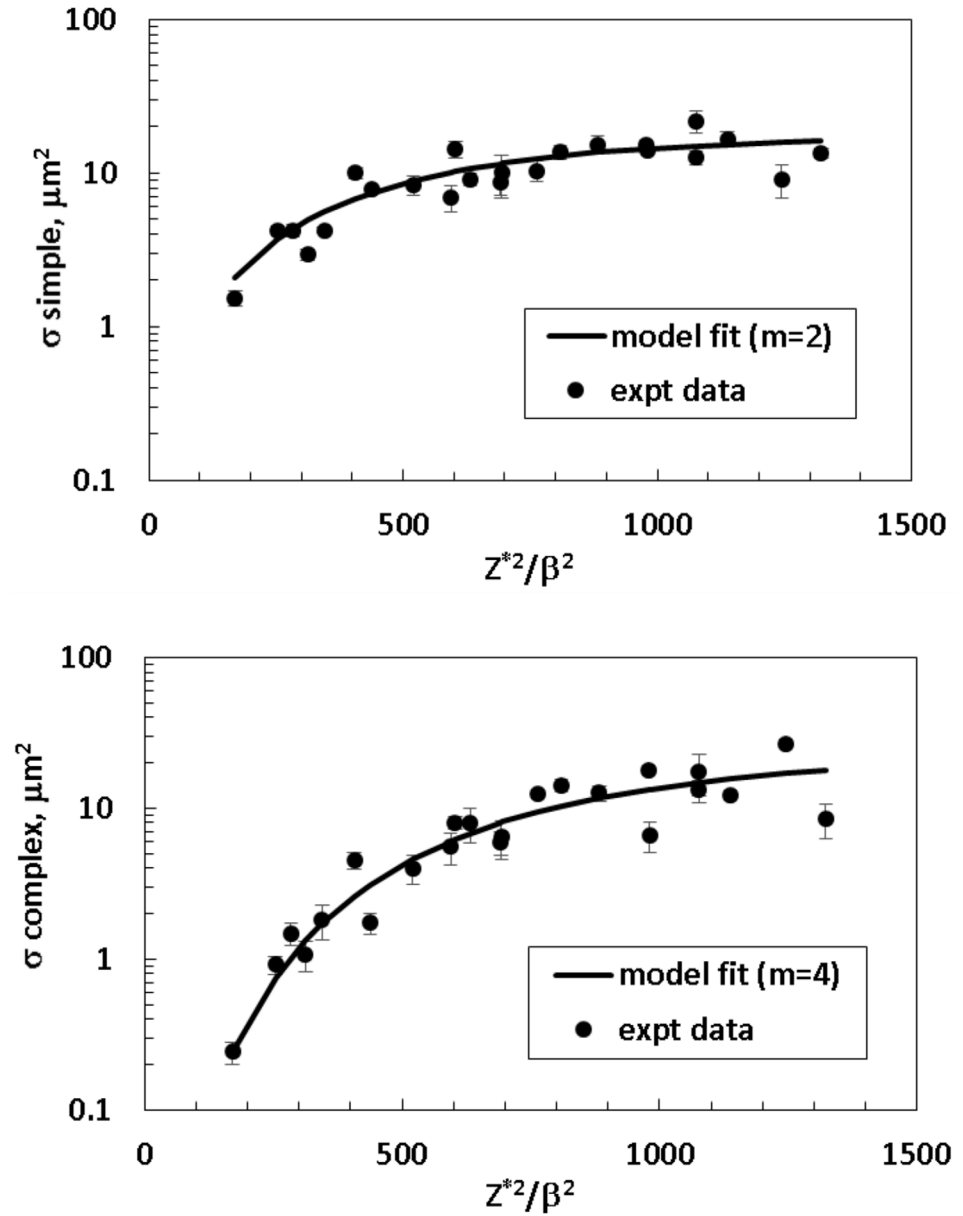 100
10
1
0.1
σ simple, μm²
model fit (m=2)
expt data
0 500 1000 1500
Z*²/β²
100
10
1
0.1
σ complex, μm²
model fit (m=4)
expt data
0 500 1000 1500
Z*²/β²